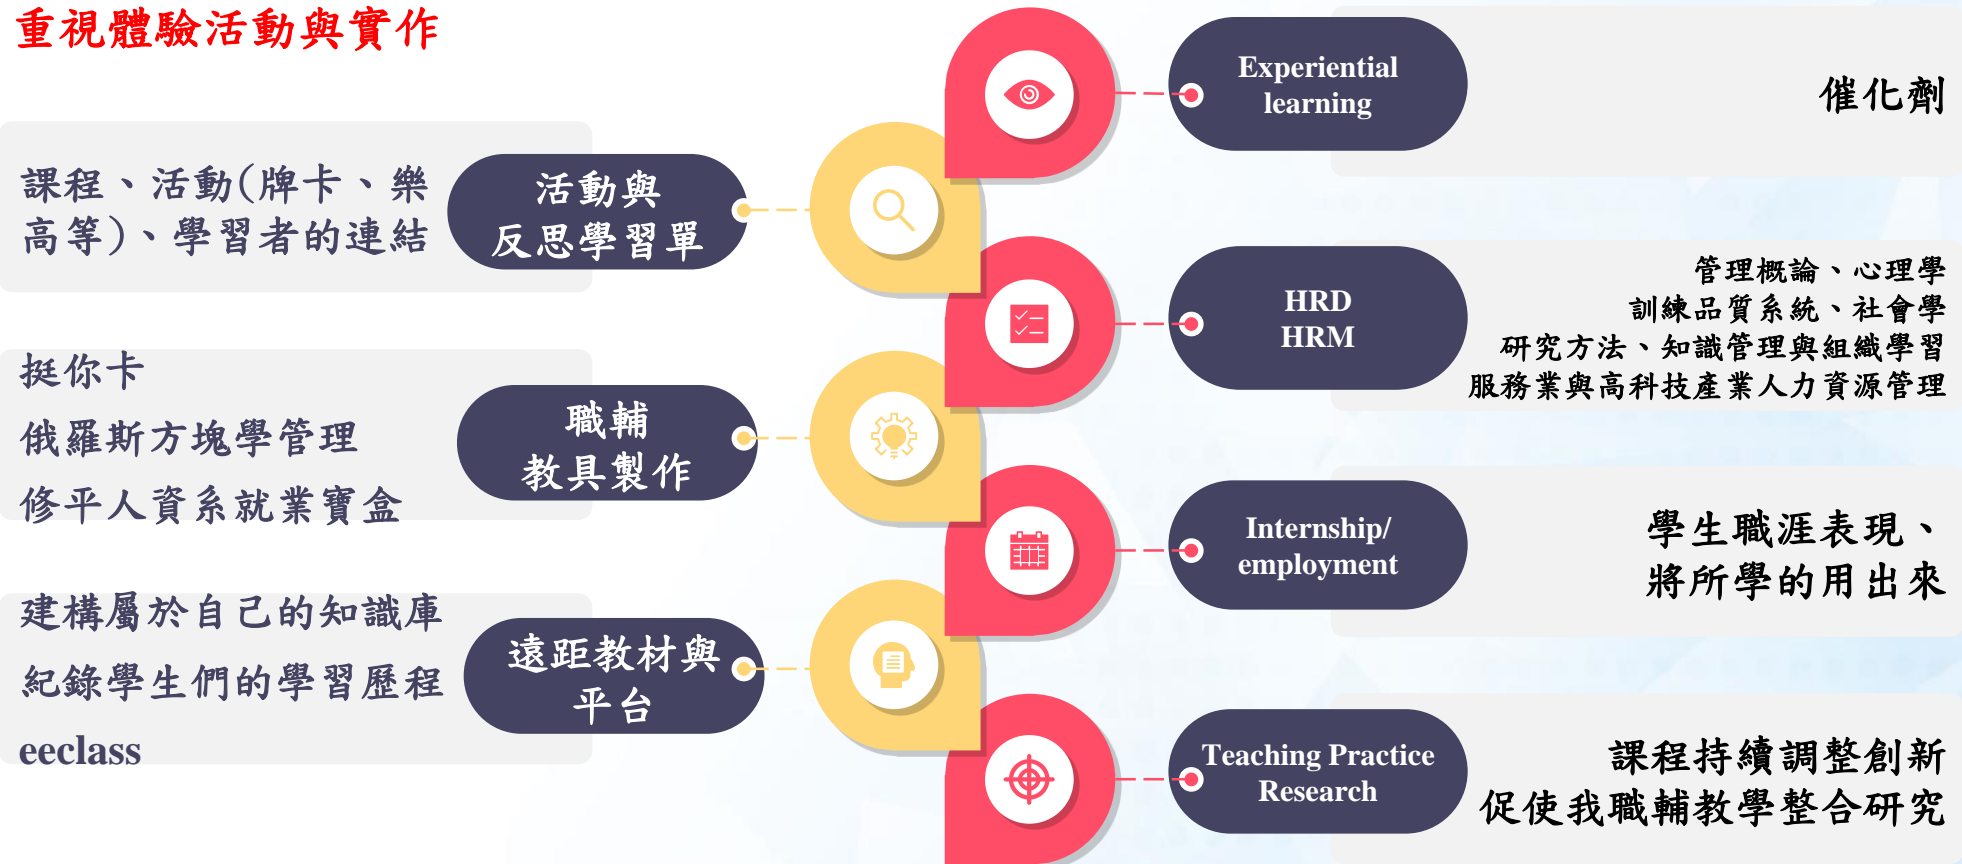 重視體驗活動與實作
Experiential
learning
催化劑
課程、活動(牌卡、樂
高等)、學習者的連結
活動與
反思學習單
HRD
HRM
管理概論、心理學
訓練品質系統、社會學
研究方法、知識管理與組織學習
服務業與高科技產業人力資源管理
挺你卡
俄羅斯方塊學管理
修平人資系就業寶盒
職輔
教具製作
Internship/
employment
學生職涯表現、
將所學的用出來
建構屬於自己的知識庫
紀錄學生們的學習歷程
eeclass
遠距教材與
平台
Teaching Practice
Research
課程持續調整創新
促使我職輔教學整合研究